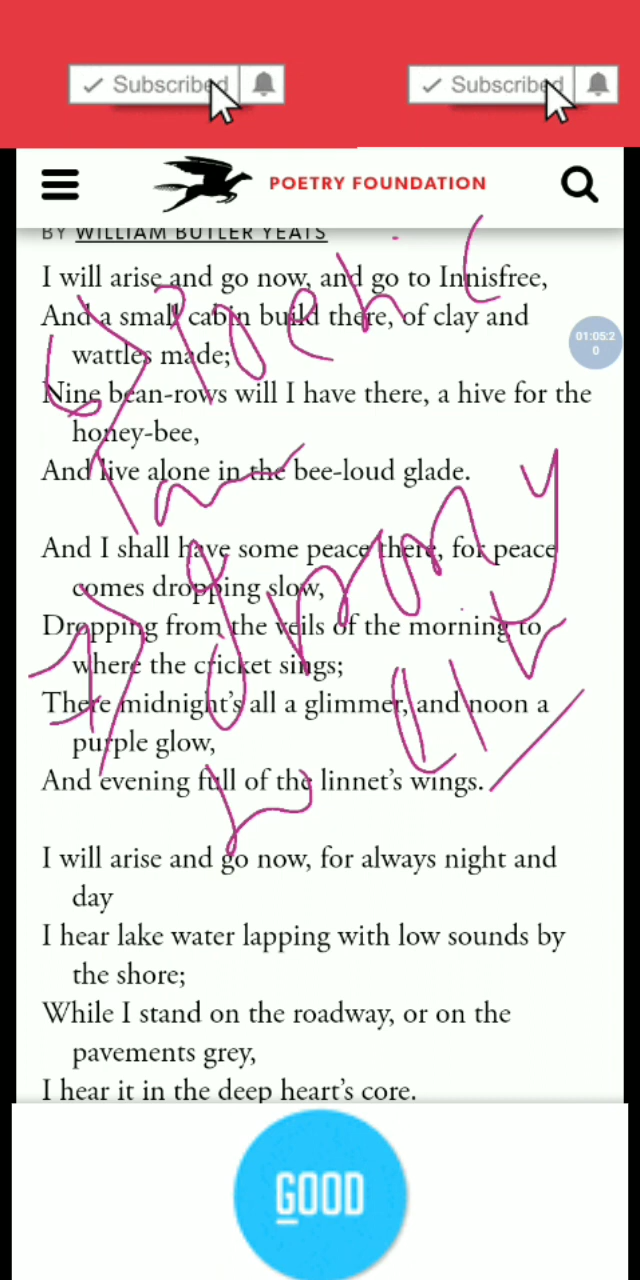 Subscribed Subscribed
POETRY FOUNDATION
BY WILLIAM BUTLER YEATS
I will arise and go now, and go to Innisfree,
And a small cabin build there, of clay and
wattles made;
Nine bean-rows will I have there, a hive for the
honey-bee,
And live alone in the bee-loud glade.
And I shall have some peace there, for peace
comes dropping slow,
Dropping from the veils of the morning to
where the cricket sings;
There midnight's all a glimmer, and noon a
purple glow,
And evening full of the linnet's wings.
I will arise and go now, for always night and
day
I hear lake water lapping with low sounds by
the shore;
While I stand on the roadway, or on the
pavements grey,
I hear it in the deep heart's core.
01:05:2
0
GOOD